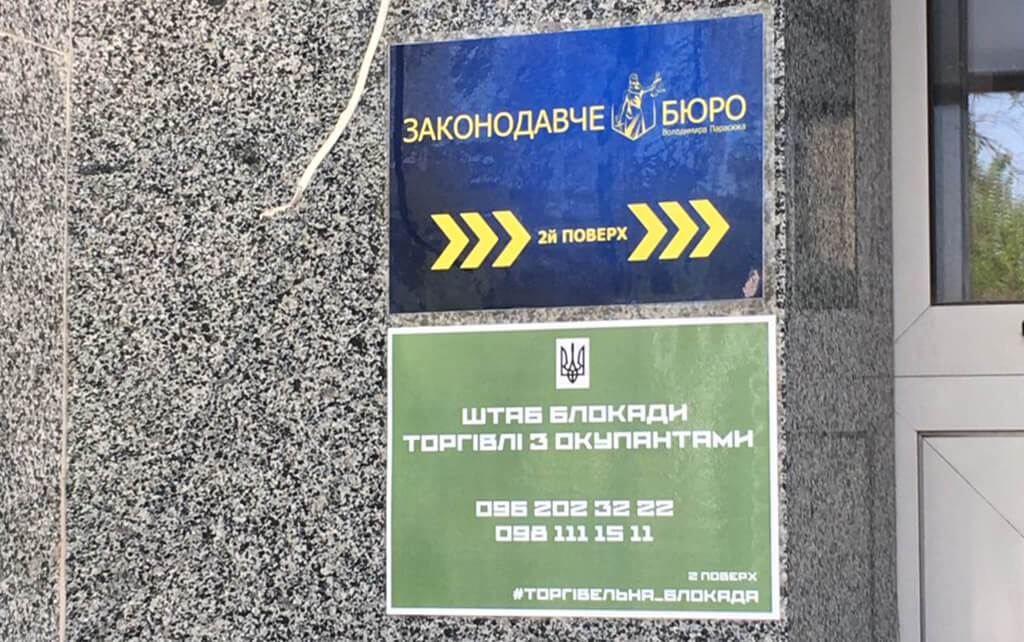 ЗАКОНОДАВЧЕ БЮРО
Володимира Парасюка
2й ПОВЕРХ
ШТАБ БЛОКАДИ
ТОРГІВЛІ З ОКУПАНТАМИ
096 202 32 22
098 111 15 11
2 ПОВЕРХ
#ТОРГІВЕЛЬНА_БЛОКАДА